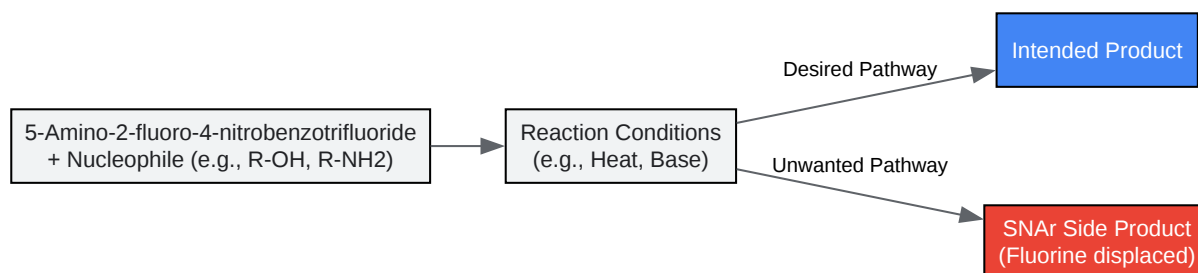 5-Amino-2-fluoro-4-nitrobenzotrifluoride
+ Nucleophile (e.g., R-OH, R-NH2)
Reaction Conditions
(e.g., Heat, Base)
Desired Pathway
Unwanted Pathway
Intended Product
SNAr Side Product
(Fluorine displaced)